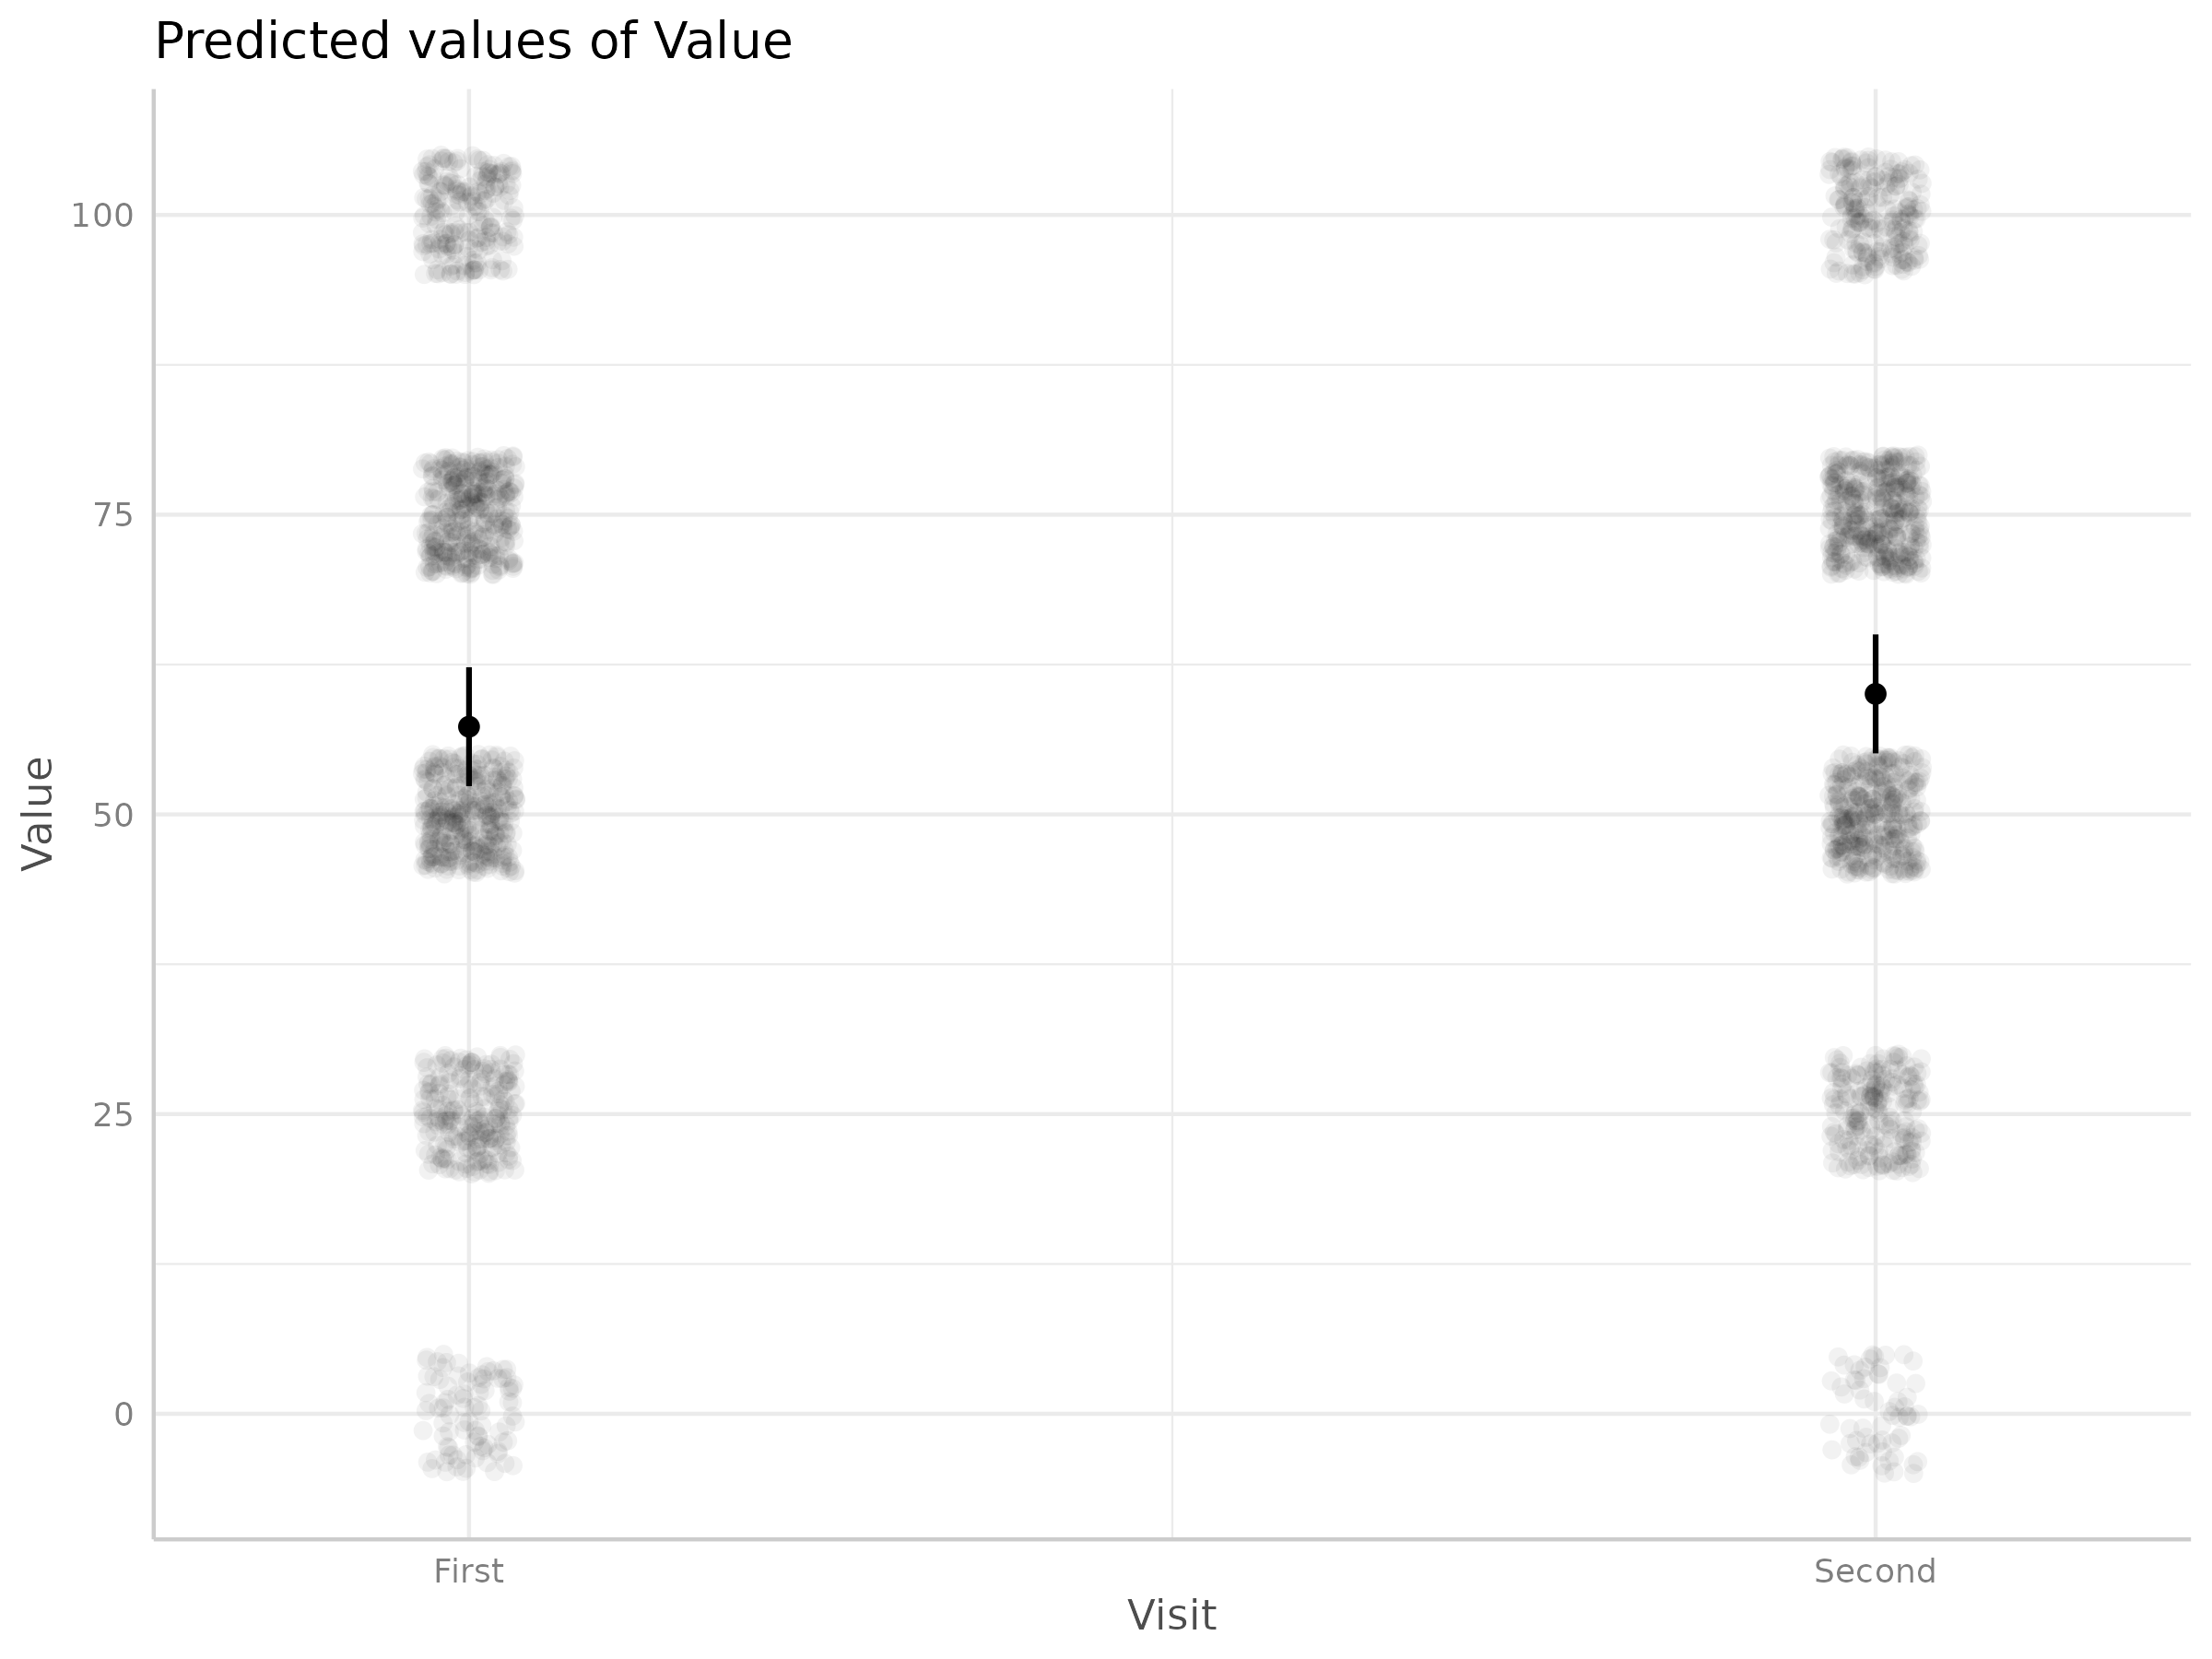 Predicted values of Value
100
75
50
25
0
Value
First
Second
Visit